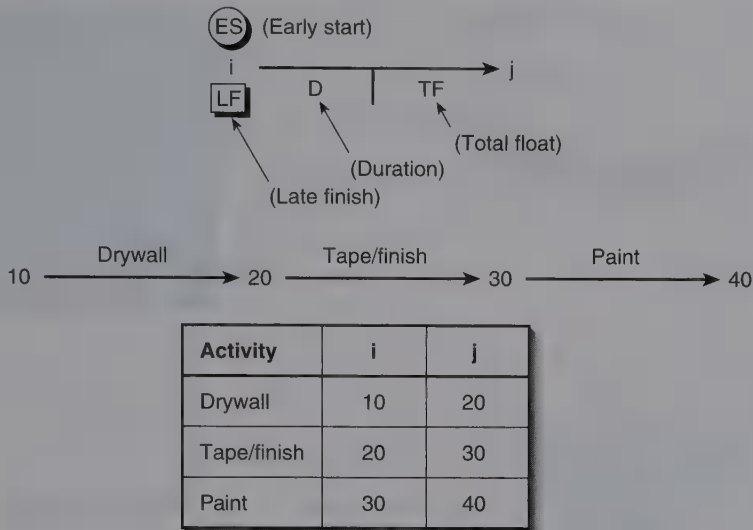 ES (Early start)
i j
LF D TF
(Total float)
(Duration)
(Late finish)
Drywall Tape/finish Paint
10 20 30 40
Activity i j
Drywall 10 20
Tape/finish 20 30
Paint 30 40